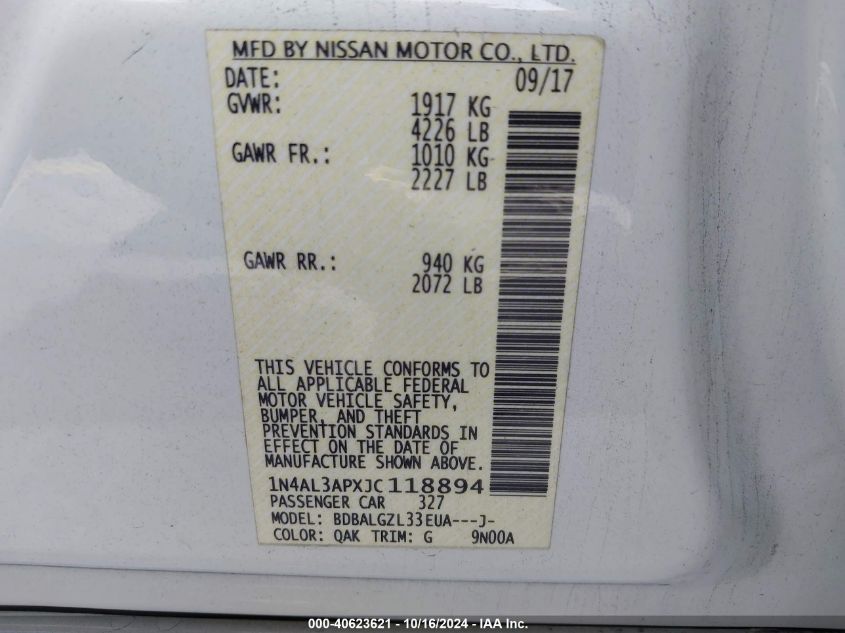 MFD BY NISSAN MOTOR CO., LTD.
DATE: 09/17
GVWR: 1917 KG
4226 LB
GAWR FR.: 1010 KG
2227 LB
GAWR RR.: 940 KG
2072 LB
THIS VEHICLE CONFORMS TO
ALL APPLICABLE FEDERAL
MOTOR VEHICLE SAFETY,
BUMPER, AND THEFT
PREVENTION STANDARDS IN
EFFECT ON THE DATE OF
MANUFACTURE SHOWN ABOVE.
1N4AL3APXJC118894
PASSENGER CAR 327
MODEL: BDBALGZL33EUA---J-
COLOR: QAK TRIM: G 9N00A
000-40623621 - 10/16/2024 - IAA Inc.